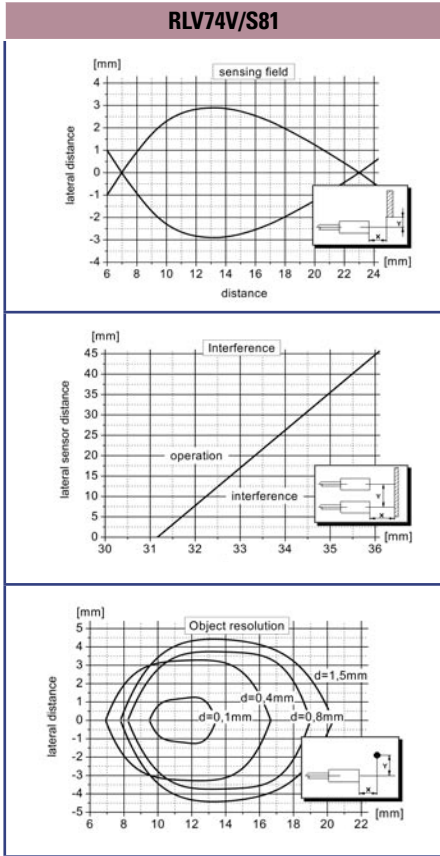 RLV74V/S81
[mm]
sensing field
4
3
2
1
0
-1
-2
-3
-4
lateral distance
6 8 10 12 14 16 18 20 22 24
[mm]
distance
X
Y
[mm]
Interference
45
40
35
30
25
20
15
10
5
0
lateral sensor distance
operation
interference
30 31 32 33 34 35 36 [mm]
Y
X
[mm]
Object resolution
5
4
3
2
1
0
-1
-2
-3
-4
-5
lateral distance
d=1,5mm
d=0,4mm
d=0,1mm
d=0,8mm
6 8 10 12 14 16 18 20 22 [mm]
Y
X